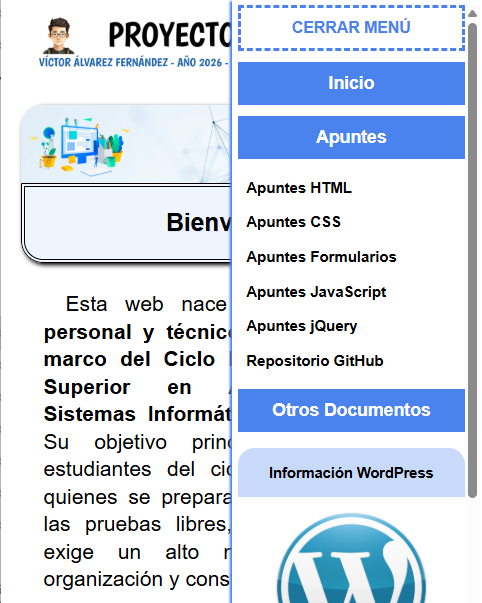 PROYECTO
VÍCTOR ÁLVAREZ FERNÁNDEZ - AÑO 2026 -
Bienv
Esta web nace
personal y técnic
marco del Ciclo
Superior en
Sistemas Informát
Su objetivo princ
estudiantes del cic
quienes se prepara
las pruebas libres,
exige un alto
organización y cons
CERRAR MENÚ
Inicio
Apuntes
Apuntes HTML
Apuntes CSS
Apuntes Formularios
Apuntes JavaScript
Apuntes jQuery
Repositorio GitHub
Otros Documentos
Información WordPress